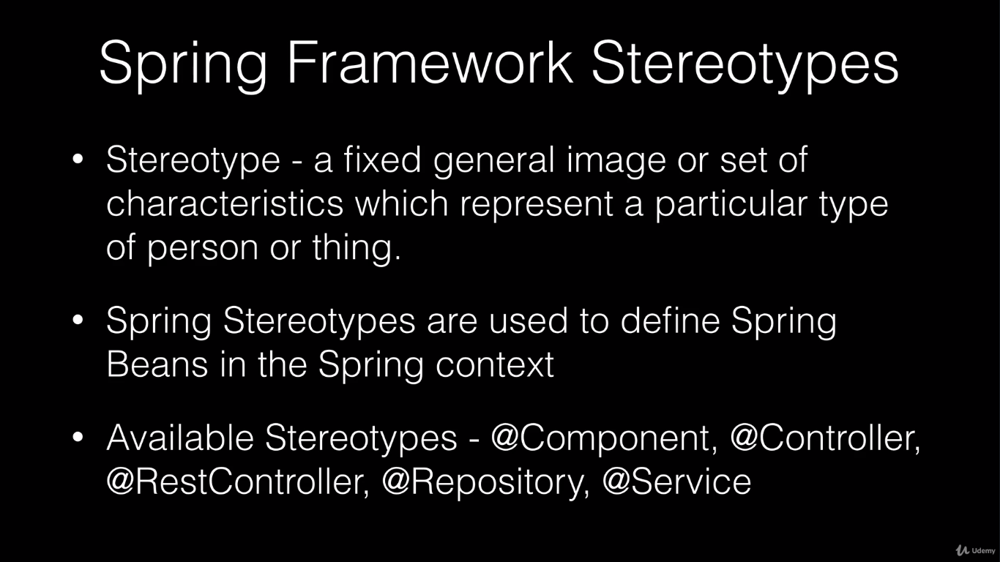 Spring Framework Stereotypes
• Stereotype - a fixed general image or set of
characteristics which represent a particular type
of person or thing.
• Spring Stereotypes are used to define Spring
Beans in the Spring context
• Available Stereotypes - @Component, @Controller,
@RestController, @Repository, @Service
Udemy